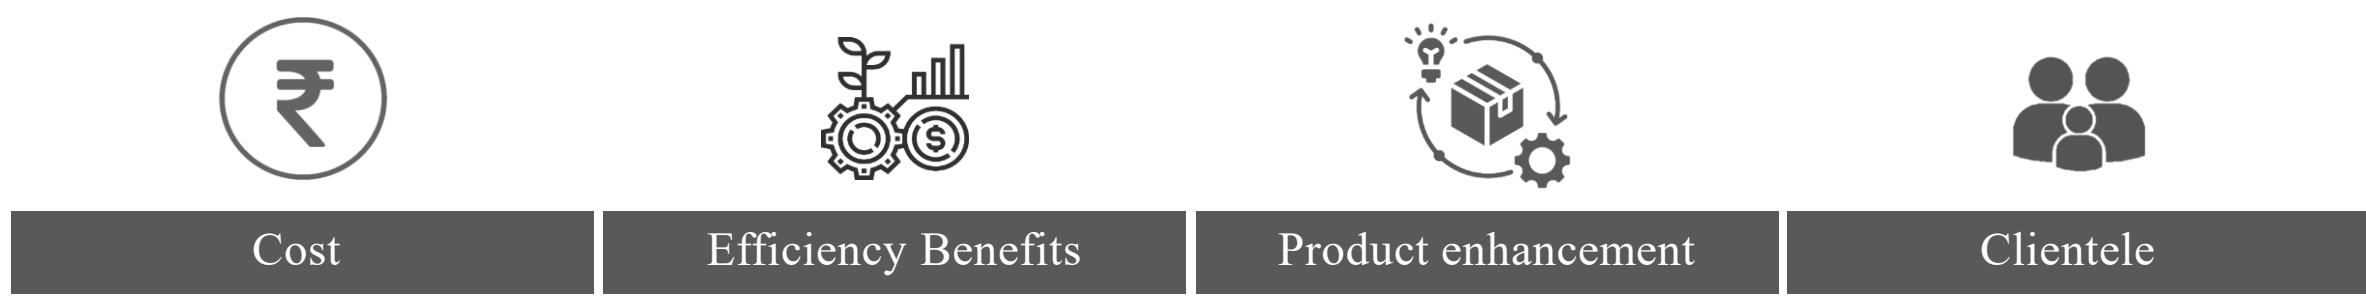 ₹
$
Cost
Efficiency Benefits
Product enhancement
Clientele